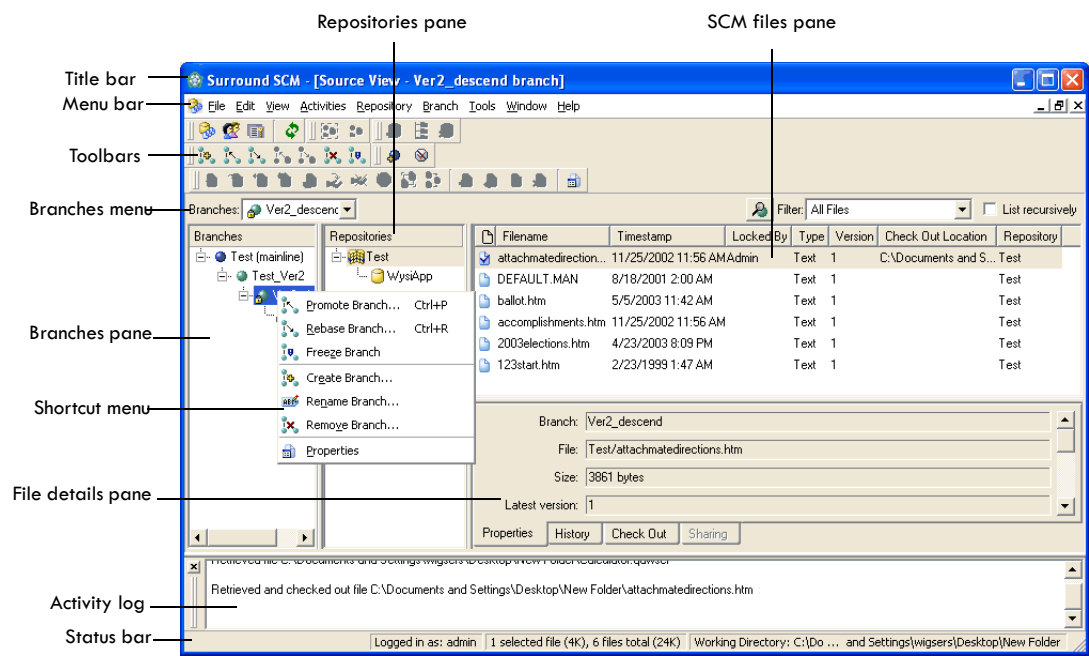 Repositories pane
SCM files pane
Title bar
Surround SCM - [Source View - Ver2_descend branch]
Menu bar
File Edit View Activities Repository Branch Tools Window Help
Toolbars
Branches menu
Branches: Ver2_descenc
Filter: All Files
List recursively
Branches
Repositories
Filename Timestamp Locked By Type Version Check Out Location Repository
Test (mainline)
Test_Ver2
Test
WysiApp
attachmatedirection... 11/25/2002 11:56 AM Admin Text 1 C:\Documents and S... Test
DEFAULT.MAN 8/18/2001 2:00 AM Text 1 Test
ballot.htm 5/5/2003 11:42 AM Text 1 Test
accomplishments.htm 11/25/2002 11:56 AM Text 1 Test
2003elections.htm 4/23/2003 8:09 PM Text 1 Test
123start.htm 2/23/1999 1:47 AM Text 1 Test
Branches pane
Promote Branch... Ctrl+P
Rebase Branch... Ctrl+R
Freeze Branch
Create Branch...
Rename Branch...
Remove Branch...
Properties
Shortcut menu
Branch: Ver2_descend
File: Test/attachmatedirections.htm
Size: 3861 bytes
Latest version: 1
File details pane
Properties History Check Out Sharing
Retrieved and checked out file C:\Documents and Settings\Desktop\New Folder\attachmatedirections.htm
Activity log
Status bar
Logged in as: admin 1 selected file (4K), 6 files total (24K) Working Directory: C:\Do ... and Settings\wigsers\Desktop\New Folder